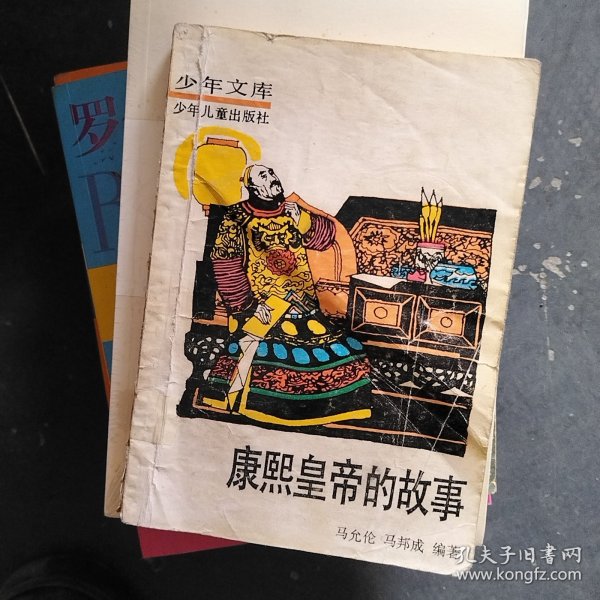 少年文库
少年儿童出版社
罗
康熙皇帝的故事
马允伦 马邦成 编著
孔夫子旧书网
www.kongfz.com